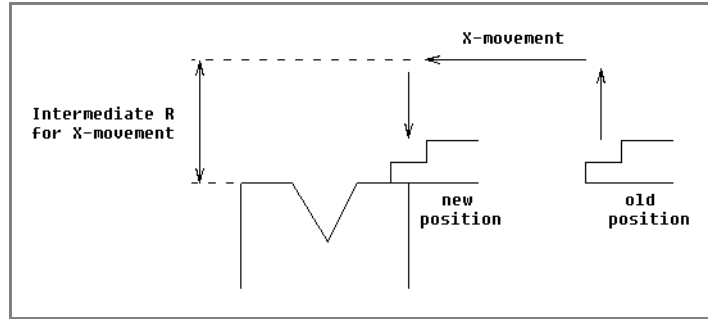 X-movement
Intermediate R
for X-movement
new
position
old
position